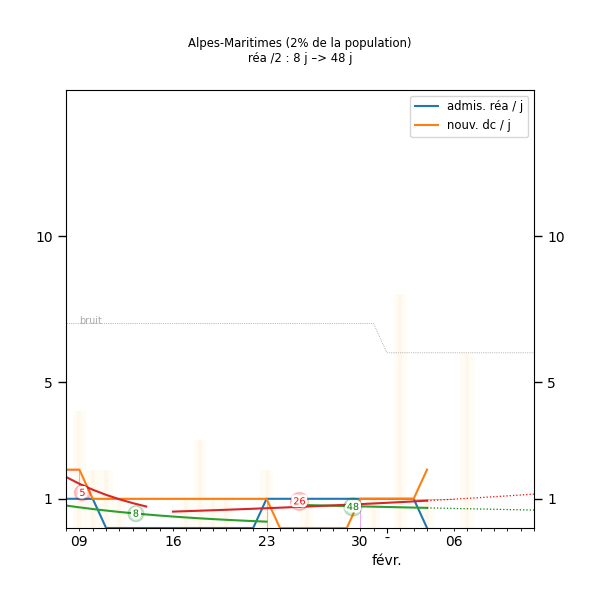 Alpes-Maritimes (2% de la population)
réa /2 : 8 j –> 48 j
admis. réa / j
nouv. dc / j
10
10
bruit
5
5
5
26
48
8
1
1
09
16
23
30
-
06
févr.